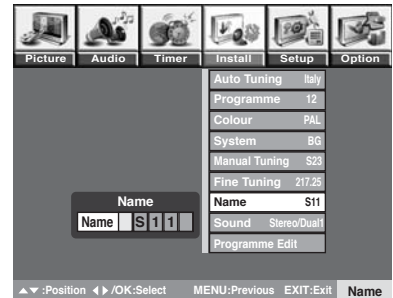 Picture Audio Timer Install Setup Option
Auto Tuning Italy
Programme 12
Colour PAL
System BG
Manual Tuning S23
Fine Tuning 217.25
Name S11
Sound Stereo/Dual1
Programme Edit
Name
Name S 1 1
▲▼ :Position ◀ ▶ /OK:Select MENU:Previous EXIT:Exit Name